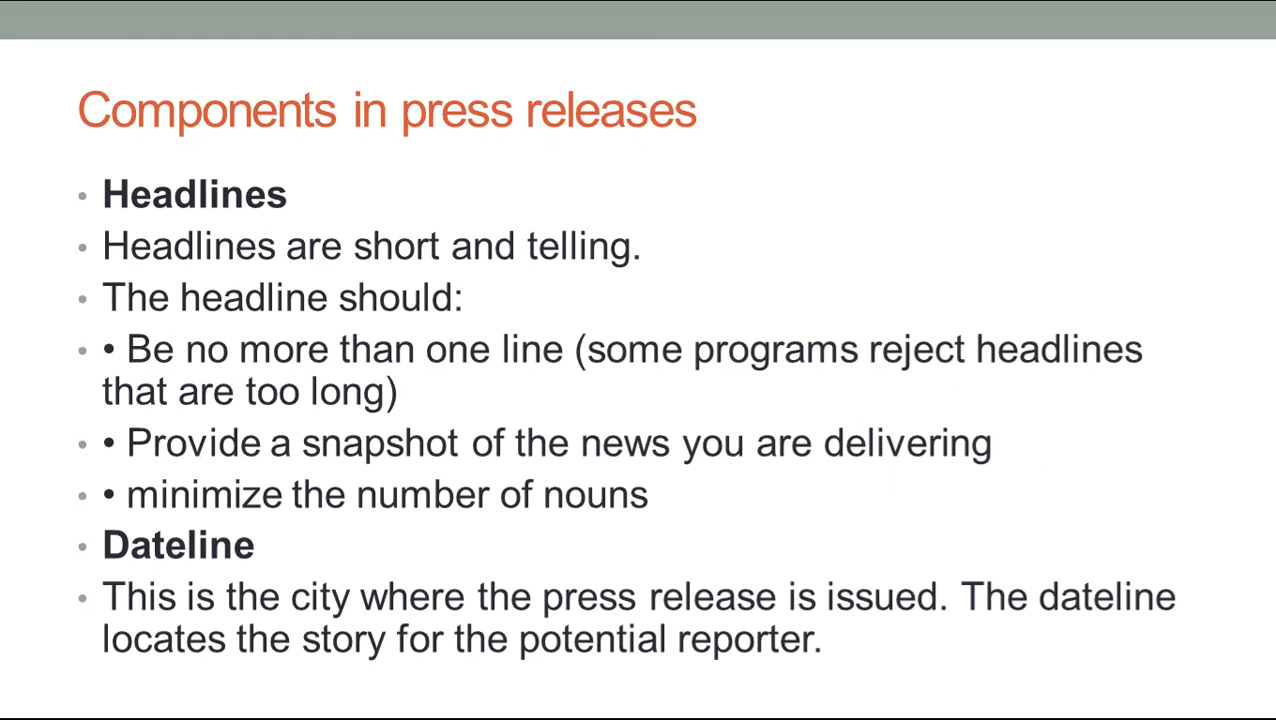 Components in press releases
• Headlines
• Headlines are short and telling.
• The headline should:
• • Be no more than one line (some programs reject headlines
that are too long)
• • Provide a snapshot of the news you are delivering
• • minimize the number of nouns
• Dateline
• This is the city where the press release is issued. The dateline
locates the story for the potential reporter.